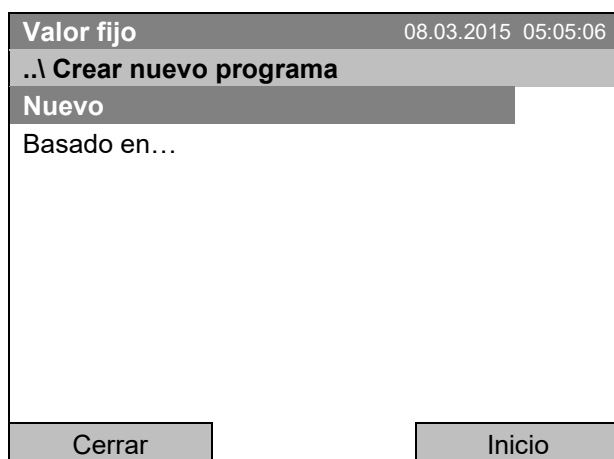 Valor fijo 08.03.2015 05:05:06
..\ Crear nuevo programa
Nuevo
Basado en…
Cerrar Inicio